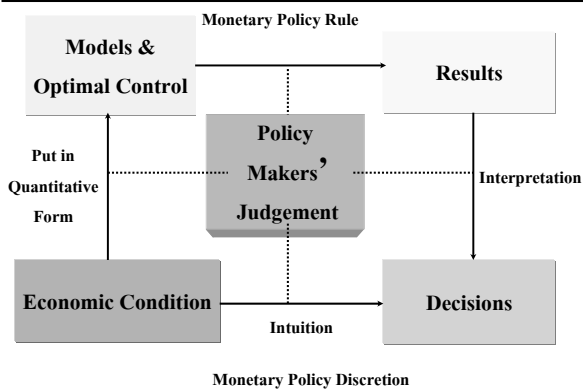 Monetary Policy Rule
Models &
Optimal Control
Results
Policy
Makers’
Judgement
Put in
Quantitative
Form
Interpretation
Economic Condition
Decisions
Intuition
Monetary Policy Discretion